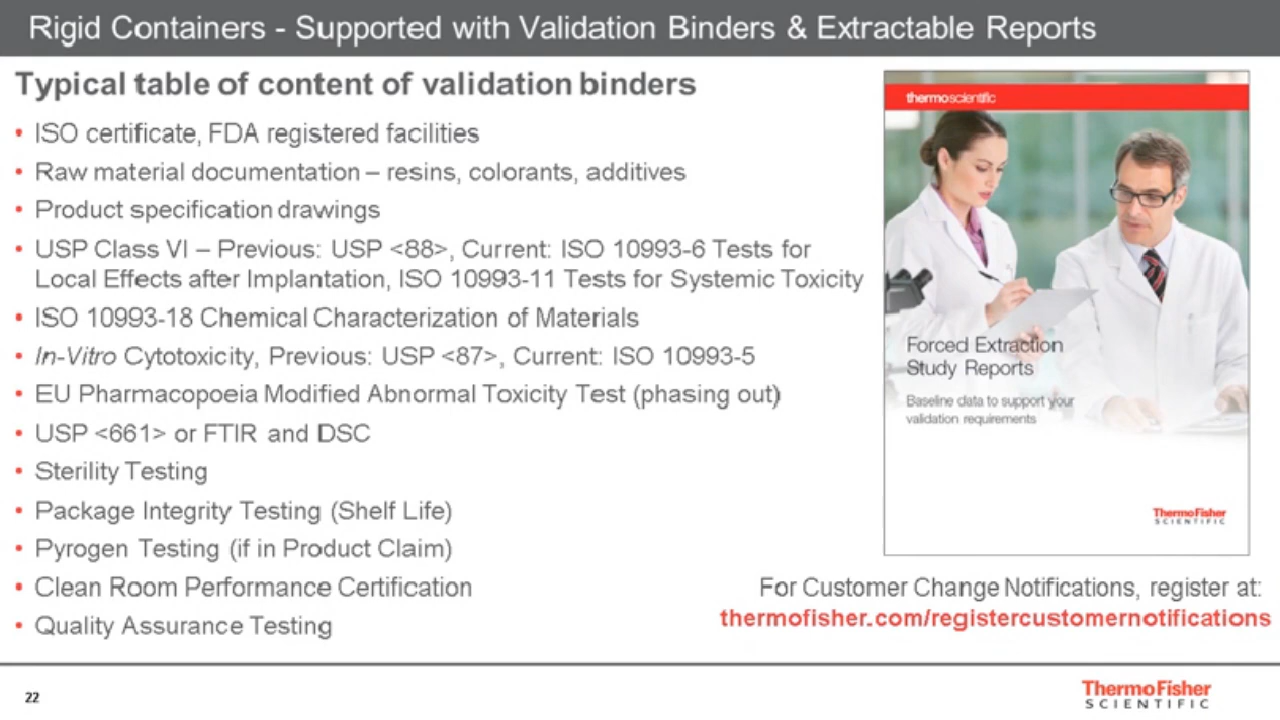 Rigid Containers - Supported with Validation Binders & Extractable Reports
Typical table of content of validation binders
• ISO certificate, FDA registered facilities
• Raw material documentation – resins, colorants, additives
• Product specification drawings
• USP Class VI – Previous: USP <88>, Current: ISO 10993-6 Tests for
Local Effects after Implantation, ISO 10993-11 Tests for Systemic Toxicity
• ISO 10993-18 Chemical Characterization of Materials
• In-Vitro Cytotoxicity, Previous: USP <87>, Current: ISO 10993-5
• EU Pharmacopoeia Modified Abnormal Toxicity Test (phasing out)
• USP <661> or FTIR and DSC
• Sterility Testing
• Package Integrity Testing (Shelf Life)
• Pyrogen Testing (if in Product Claim)
• Clean Room Performance Certification
• Quality Assurance Testing
thermoscientific
Forced Extraction
Study Reports
Baseline data to support your
validation requirements
ThermoFisher
SCIENTIFIC
For Customer Change Notifications, register at:
thermofisher.com/registercustomernotifications
22
ThermoFisher
SCIENTIFIC